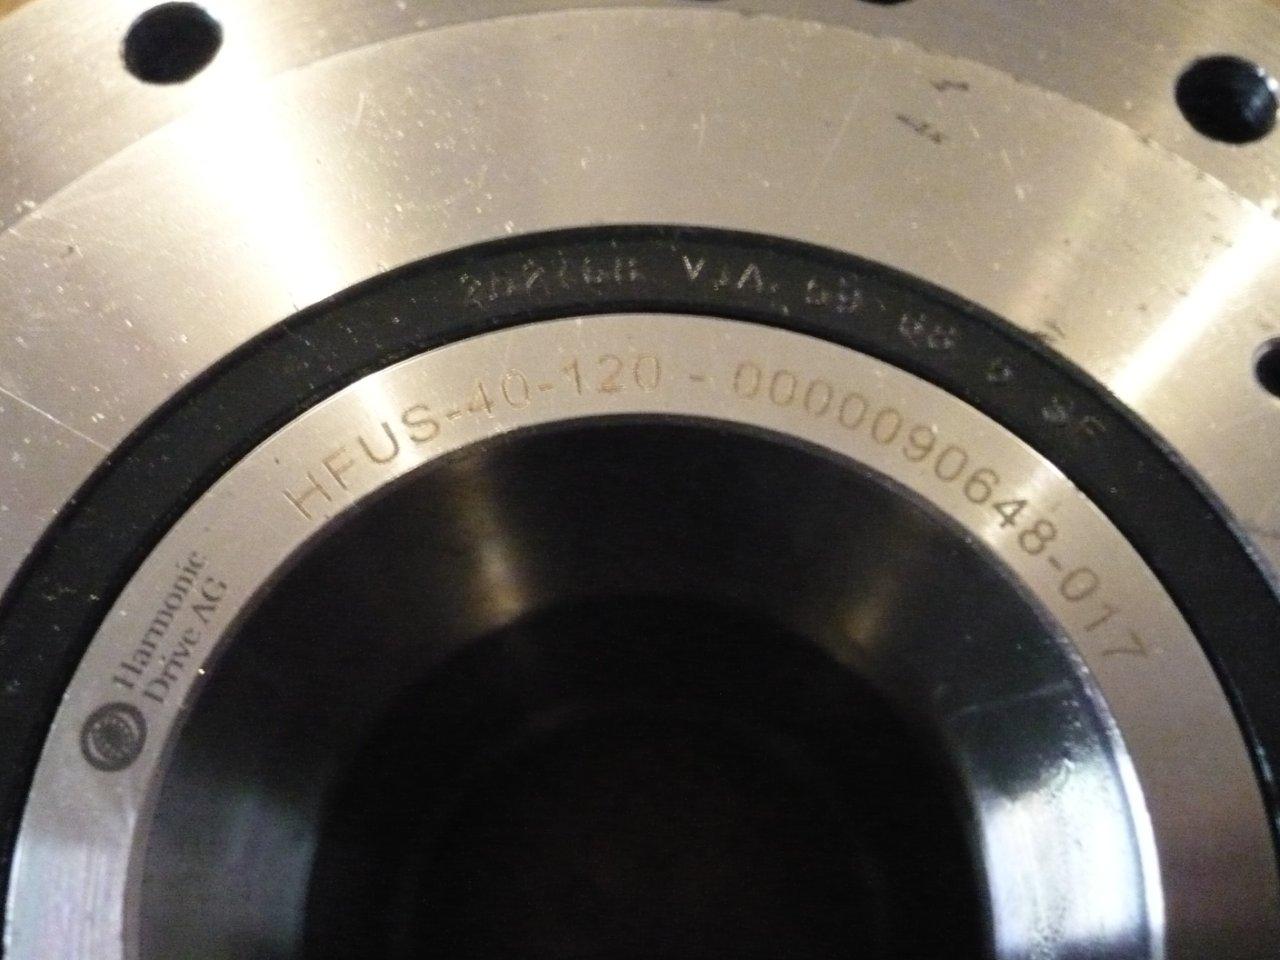 HFUS-40-120 - 0000090648-017
Harmonic
Drive AG